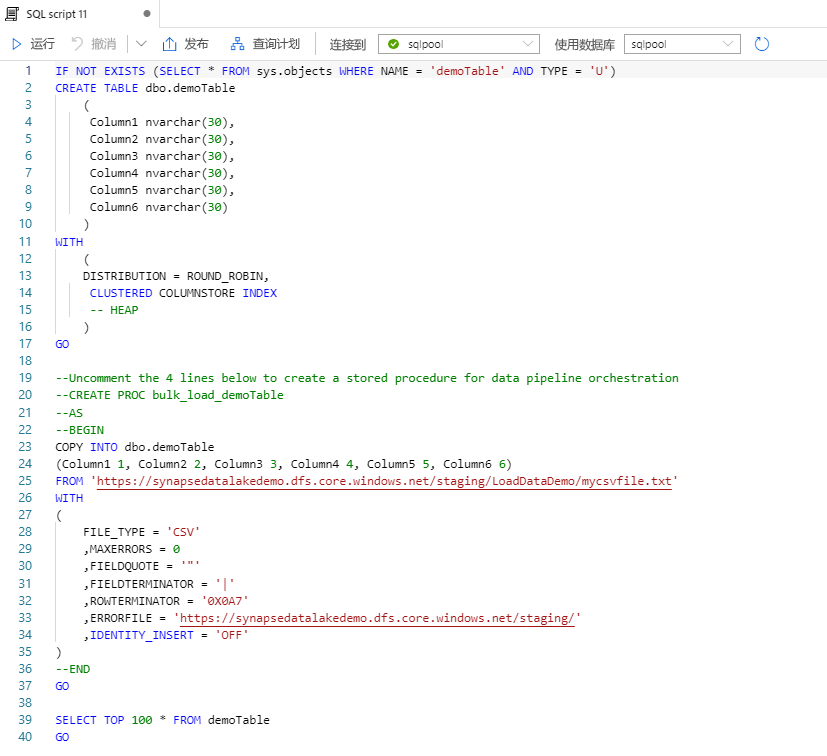 SQL script 11
运行 撤消 发布 查询计划 连接到 sqlpool 使用数据库 sqlpool
1 IF NOT EXISTS (SELECT * FROM sys.objects WHERE NAME = 'demoTable' AND TYPE = 'U')
2 CREATE TABLE dbo.demoTable
3 (
4 Column1 nvarchar(30),
5 Column2 nvarchar(30),
6 Column3 nvarchar(30),
7 Column4 nvarchar(30),
8 Column5 nvarchar(30),
9 Column6 nvarchar(30)
10 )
11 WITH
12 (
13 DISTRIBUTION = ROUND_ROBIN,
14 CLUSTERED COLUMNSTORE INDEX
15 -- HEAP
16 )
17 GO
18
19 --Uncomment the 4 lines below to create a stored procedure for data pipeline orchestration
20 --CREATE PROC bulk_load_demoTable
21 --AS
22 --BEGIN
23 COPY INTO dbo.demoTable
24 (Column1 1, Column2 2, Column3 3, Column4 4, Column5 5, Column6 6)
25 FROM 'https://synapsedatalakedemo.dfs.core.windows.net/staging/LoadDataDemo/mycsvfile.txt'
26 WITH
27 (
28 FILE_TYPE = 'CSV'
29 ,MAXERRORS = 0
30 ,FIELDQUOTE = '"'
31 ,FIELDTERMINATOR = '|'
32 ,ROWTERMINATOR = '0X0A7'
33 ,ERRORFILE = 'https://synapsedatalakedemo.dfs.core.windows.net/staging/'
34 ,IDENTITY_INSERT = 'OFF'
35 )
36 --END
37 GO
38
39 SELECT TOP 100 * FROM demoTable
40 GO